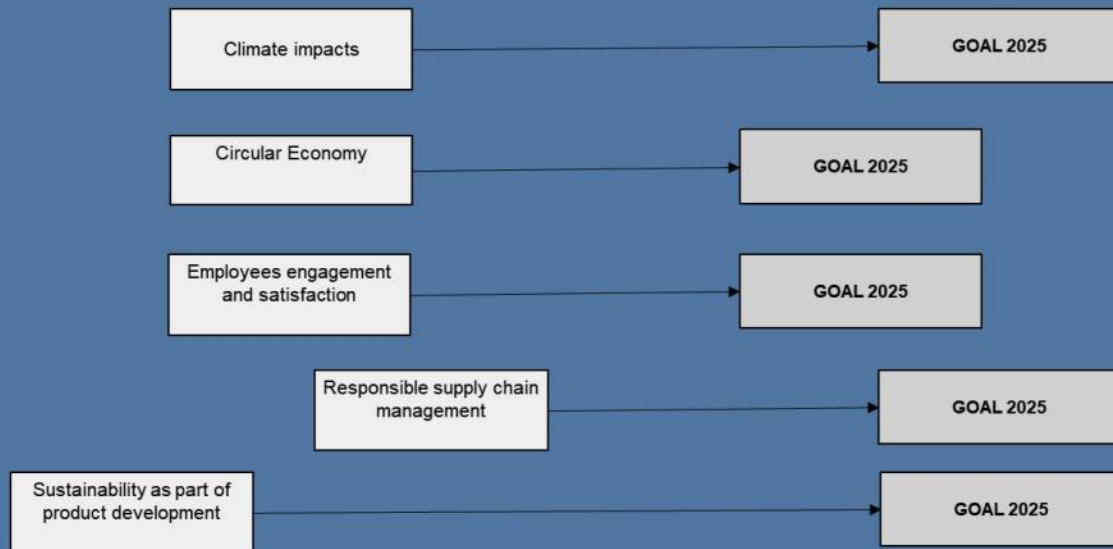 Climate impacts
GOAL 2025
Circular Economy
GOAL 2025
Employees engagement
and satisfaction
GOAL 2025
Responsible supply chain
management
GOAL 2025
Sustainability as part of
product development
GOAL 2025